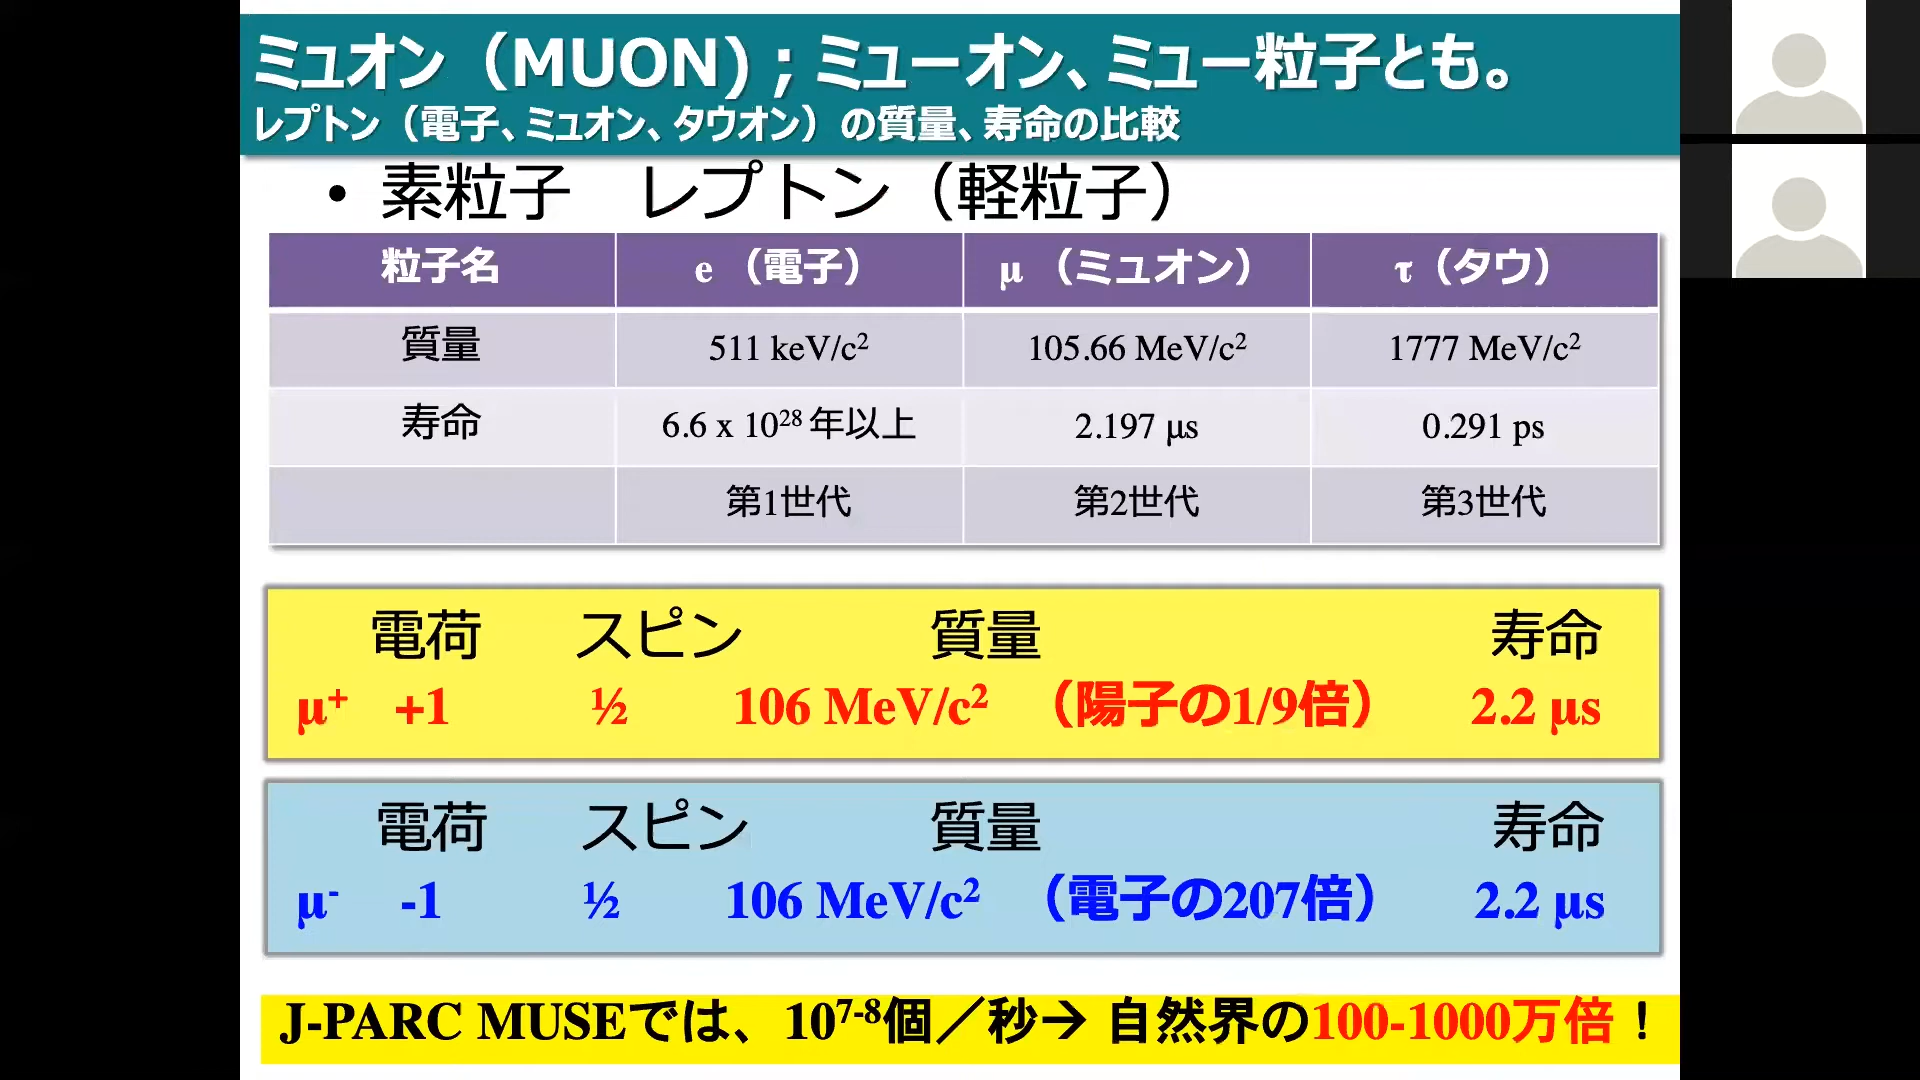 ミュオン（MUON）；ミューオン、ミュー粒子とも。
レプトン（電子、ミュオン、タウオン）の質量、寿命の比較
• 素粒子　レプトン（軽粒子）
粒子名 e （電子） μ （ミュオン） τ（タウ）
質量 511 keV/c² 105.66 MeV/c² 1777 MeV/c²
寿命 6.6 x 10²⁸ 年以上 2.197 μs 0.291 ps
第1世代 第2世代 第3世代
電荷 スピン 質量 寿命
μ⁺ +1 ½ 106 MeV/c² （陽子の1/9倍） 2.2 μs
電荷 スピン 質量 寿命
μ⁻ -1 ½ 106 MeV/c² （電子の207倍） 2.2 μs
J-PARC MUSEでは、10⁷⁻⁸個／秒→ 自然界の100-1000万倍！